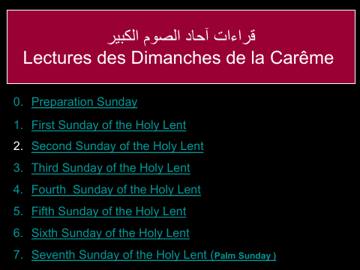 قراءات آحاد الصوم الكبير
Lectures des Dimanches de la Carême
0. Preparation Sunday
1. First Sunday of the Holy Lent
2. Second Sunday of the Holy Lent
3. Third Sunday of the Holy Lent
4. Fourth Sunday of the Holy Lent
5. Fifth Sunday of the Holy Lent
6. Sixth Sunday of the Holy Lent
7. Seventh Sunday of the Holy Lent (Palm Sunday )